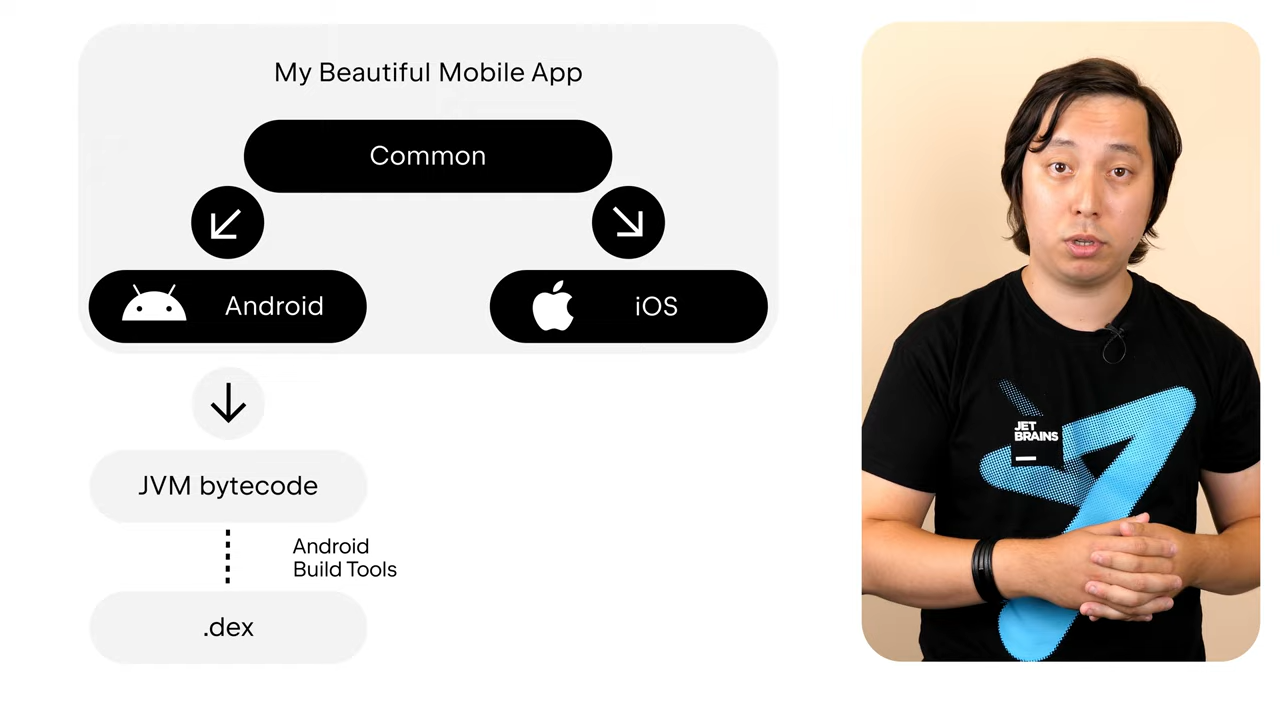 My Beautiful Mobile App
Common
Android
iOS
JVM bytecode
Android
Build Tools
.dex
JET
BRAINS